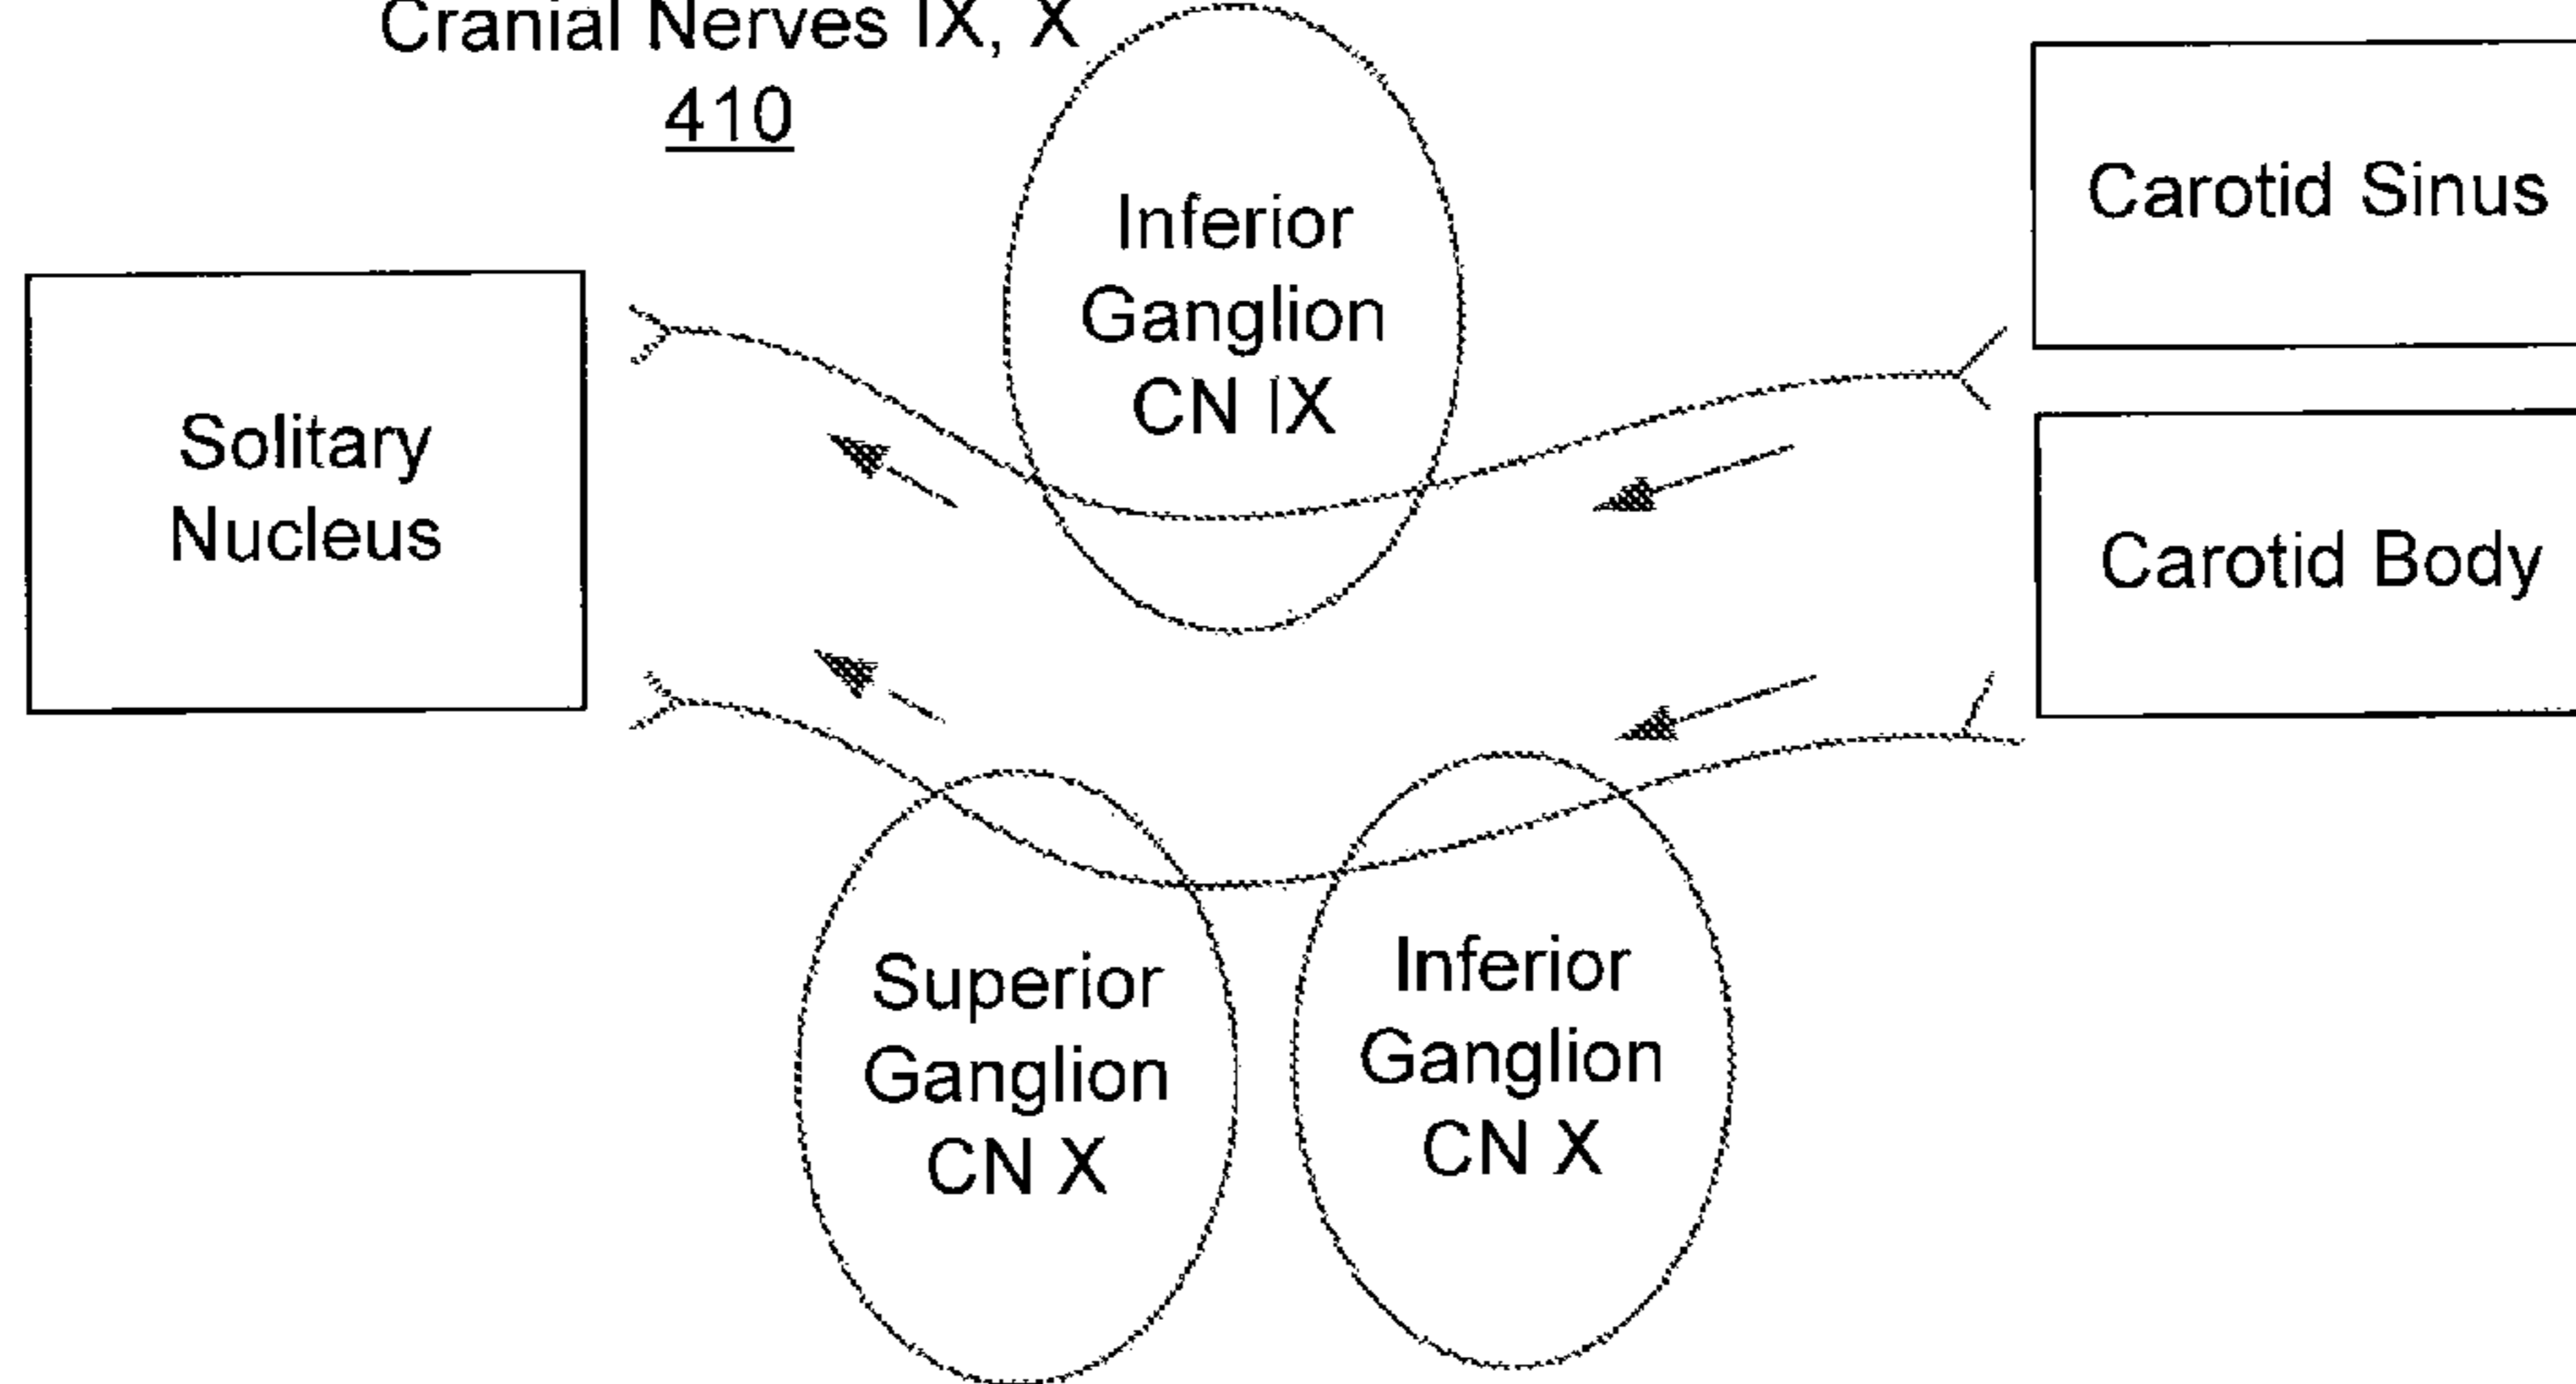 Cranial Nerves IX, X
410
Inferior
Ganglion
CN IX
Carotid Sinus
Solitary
Nucleus
Carotid Body
Superior
Ganglion
CN X
Inferior
Ganglion
CN X